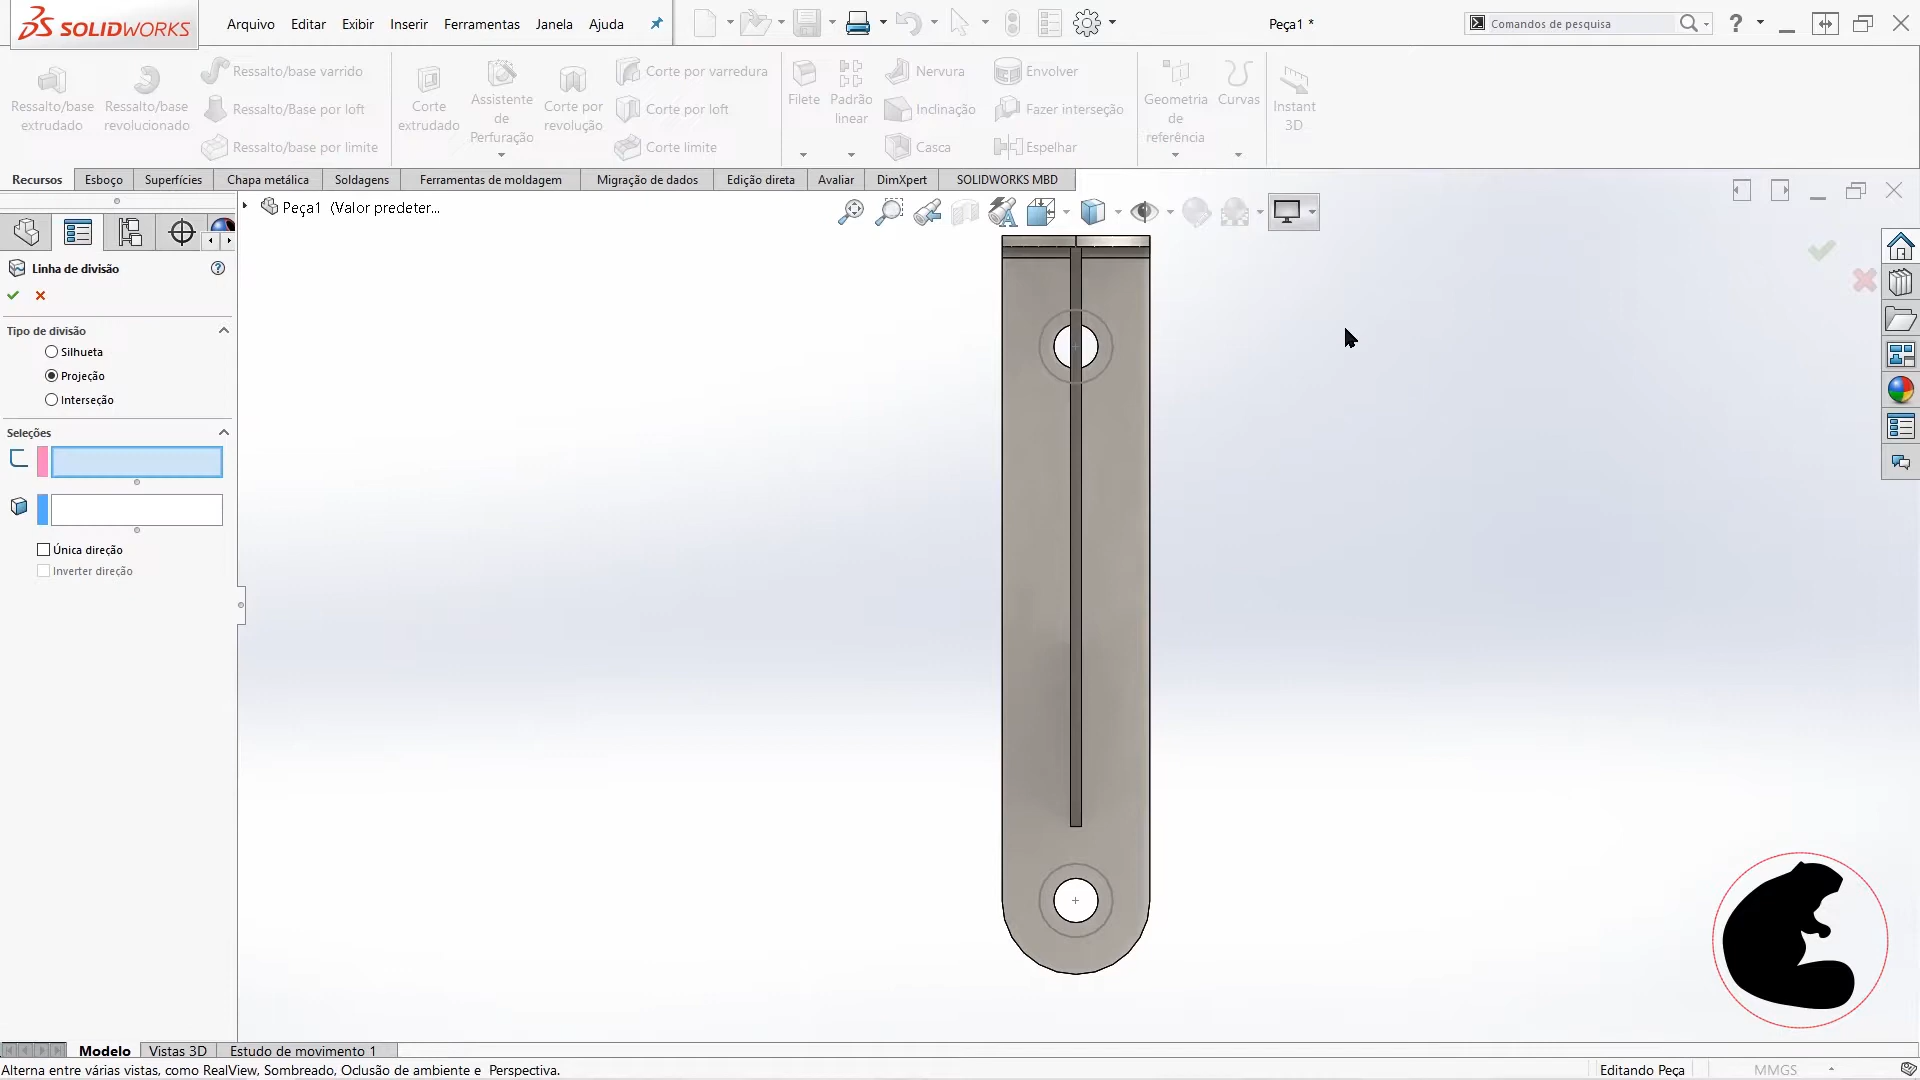 SOLIDWORKS
Arquivo Editar Exibir Inserir Ferramentas Janela Ajuda
Peça1 *
Comandos de pesquisa
?
Ressalto/base extrudado
Ressalto/base revolucionado
Ressalto/base varrido
Ressalto/Base por loft
Ressalto/base por limite
Corte extrudado
Assistente de Perfuração
Corte por revolução
Corte por varredura
Corte por loft
Corte limite
Filete
Padrão linear
Nervura
Inclinação
Casca
Envolver
Fazer interseção
Espelhar
Geometria de referência
Curvas
Instant 3D
Recursos Esboço Superfícies Chapa metálica Soldagens Ferramentas de moldagem Migração de dados Edição direta Avaliar DimXpert SOLIDWORKS MBD
Peça1 (Valor predeter...
Linha de divisão
?
Tipo de divisão
Silhueta
Projeção
Interseção
Seleções
Única direção
Inverter direção
Modelo Vistas 3D Estudo de movimento 1
Alterna entre várias vistas, como RealView, Sombreado, Oclusão de ambiente e Perspectiva.
Editando Peça
MMGS